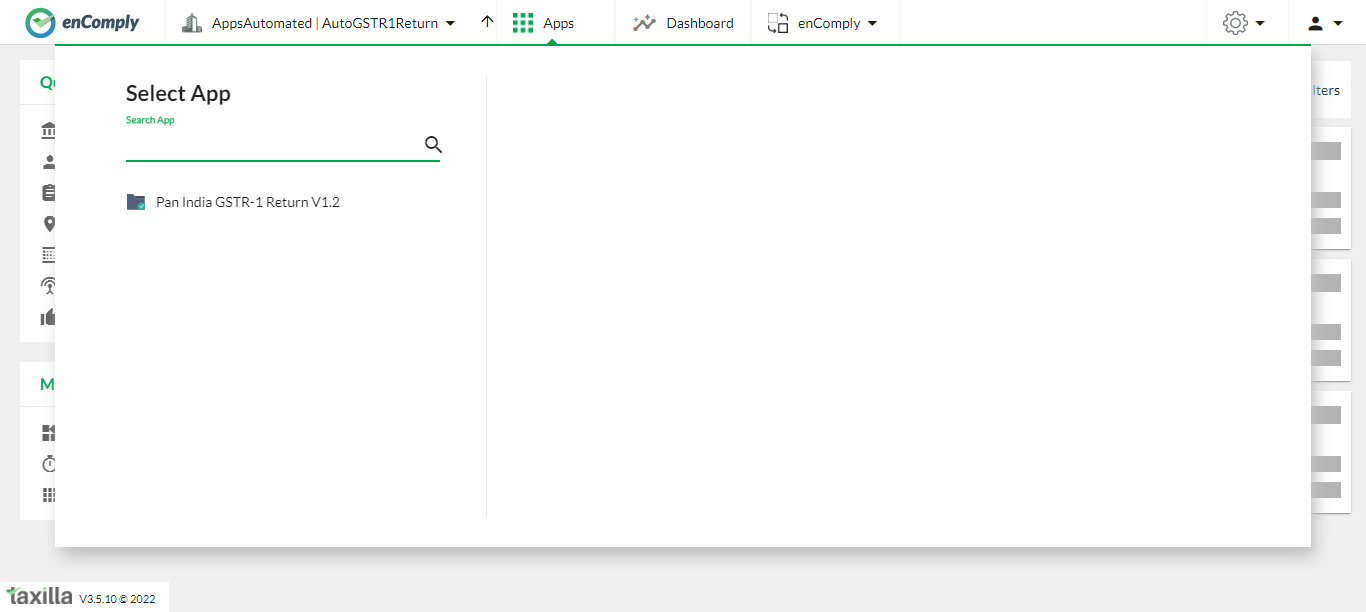 enComply
AppsAutomated | AutoGSTR1Return
Apps
Dashboard
enComply
Select App
Search App
Pan India GSTR-1 Return V1.2
lters
Qu
M
taxilla V3.5.10 © 2022